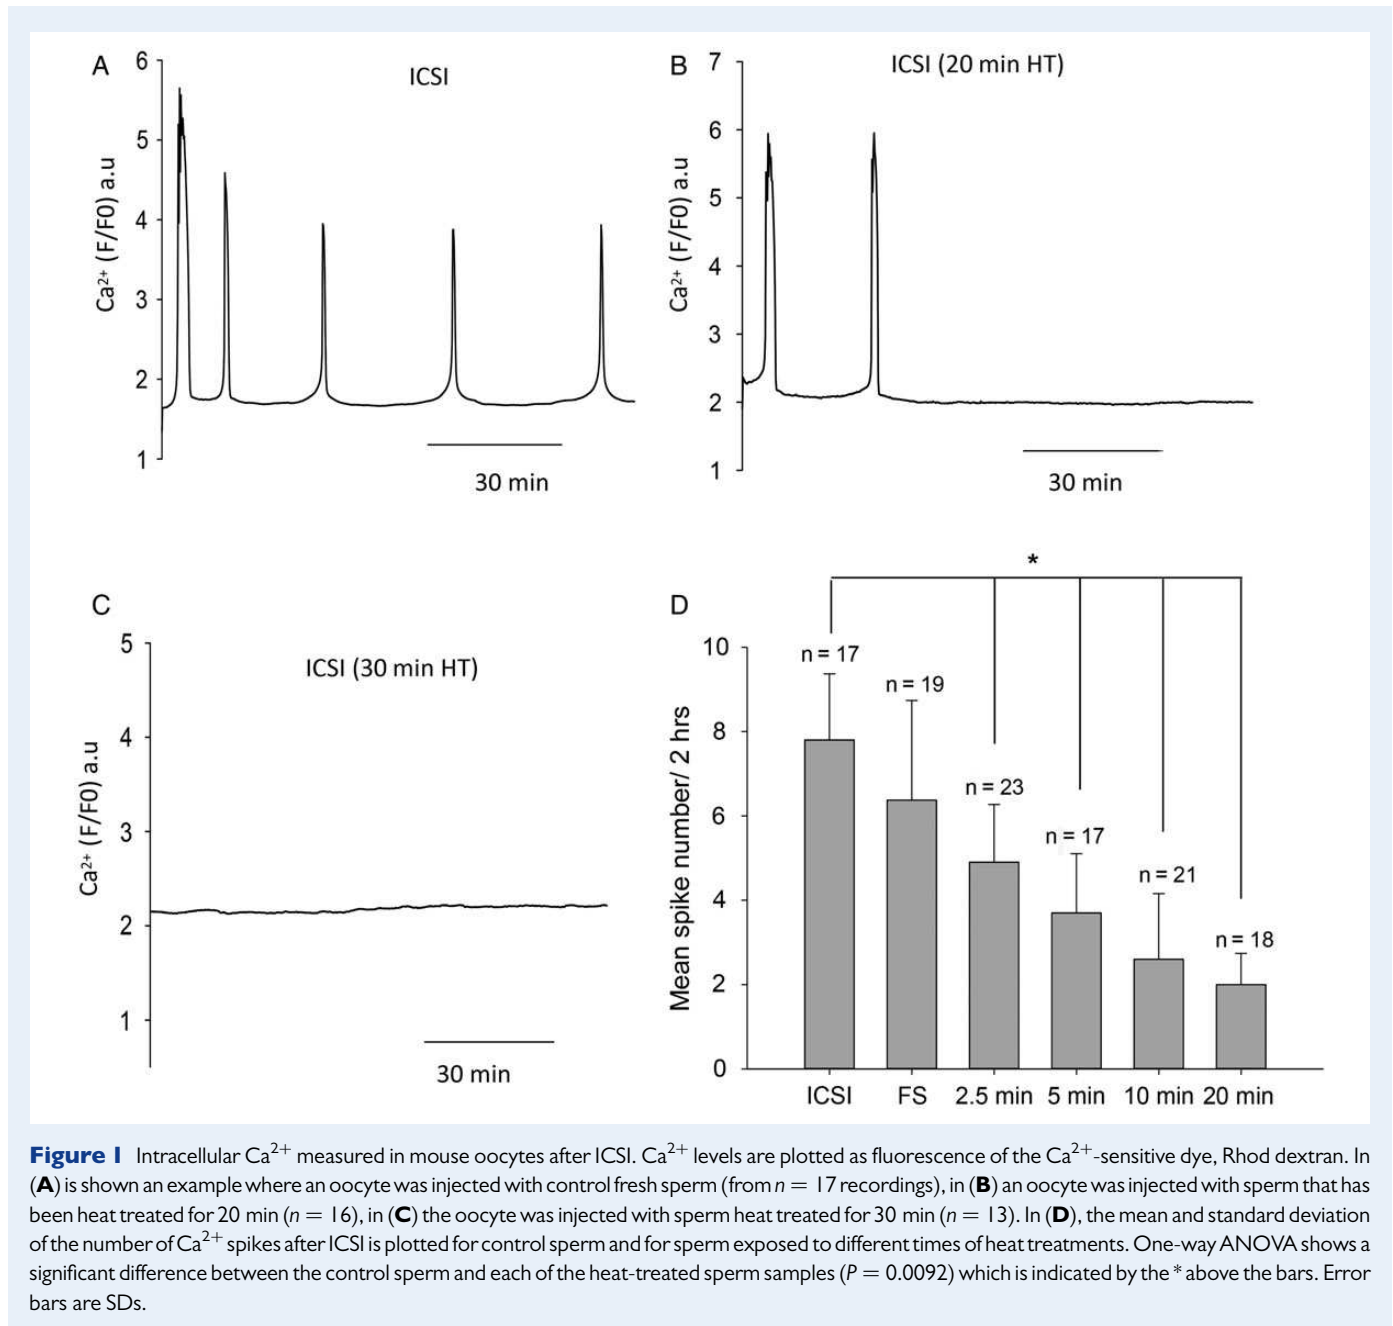 A
ICSI
6
5
4
3
2
1
Ca2+ (F/F0) a.u
30 min
B
ICSI (20 min HT)
7
6
5
4
3
2
1
Ca2+ (F/F0) a.u
30 min
C
ICSI (30 min HT)
5
4
3
2
1
Ca2+ (F/F0) a.u
30 min
D
*
10
8
6
4
2
0
Mean spike number/ 2 hrs
n = 17
n = 19
n = 23
n = 17
n = 21
n = 18
ICSI FS 2.5 min 5 min 10 min 20 min
Figure 1 Intracellular Ca2+ measured in mouse oocytes after ICSI. Ca2+ levels are plotted as fluorescence of the Ca2+-sensitive dye, Rhod dextran. In
(A) is shown an example where an oocyte was injected with control fresh sperm (from n = 17 recordings), in (B) an oocyte was injected with sperm that has
been heat treated for 20 min (n = 16), in (C) the oocyte was injected with sperm heat treated for 30 min (n = 13). In (D), the mean and standard deviation
of the number of Ca2+ spikes after ICSI is plotted for control sperm and for sperm exposed to different times of heat treatments. One-way ANOVA shows a
significant difference between the control sperm and each of the heat-treated sperm samples (P = 0.0092) which is indicated by the * above the bars. Error
bars are SDs.